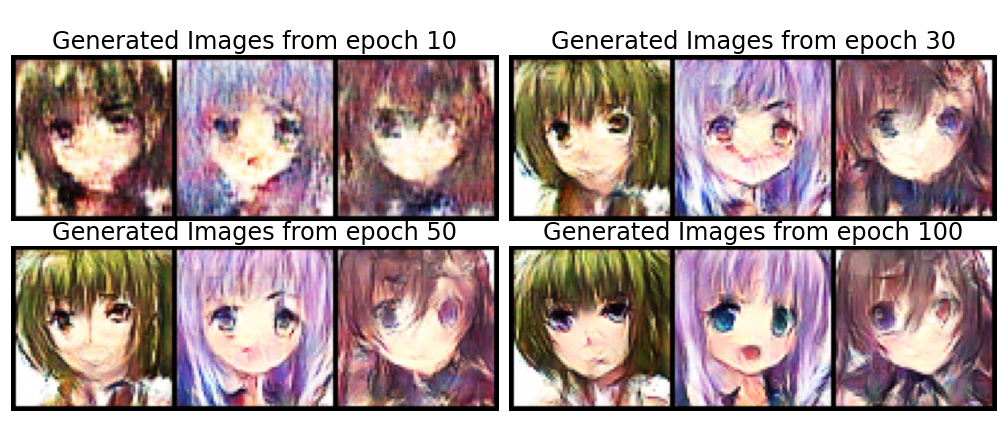 Generated Images from epoch 10
Generated Images from epoch 30
Generated Images from epoch 50
Generated Images from epoch 100